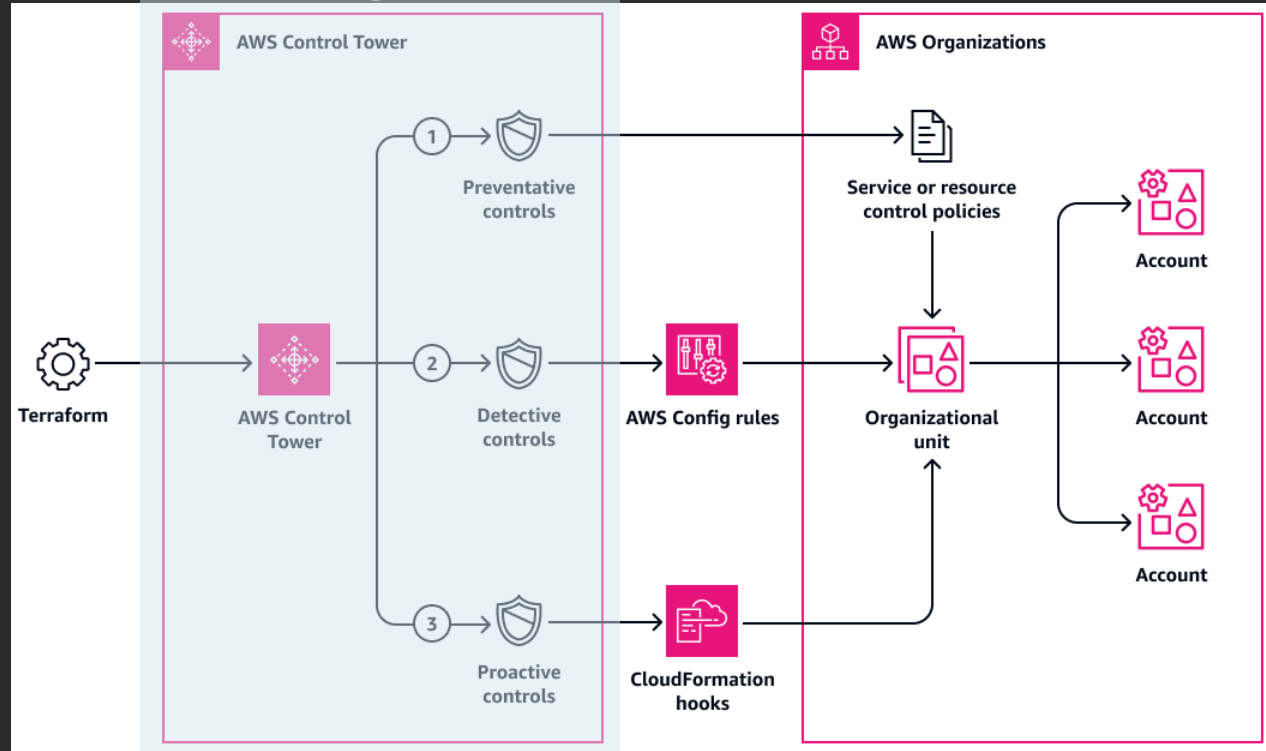 AWS Control Tower
AWS Organizations
1
Preventative
controls
Service or resource
control policies
Account
Terraform
AWS Control
Tower
2
Detective
controls
AWS Config rules
Organizational
unit
Account
3
Proactive
controls
CloudFormation
hooks
Account